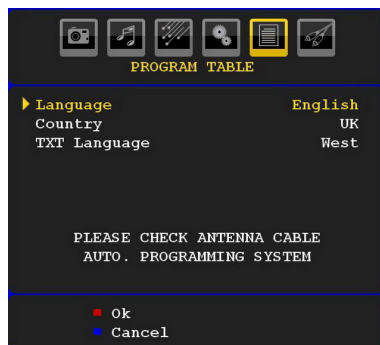 PROGRAM TABLE
Language English
Country UK
TXT Language West
PLEASE CHECK ANTENNA CABLE
AUTO. PROGRAMMING SYSTEM
Ok
Cancel